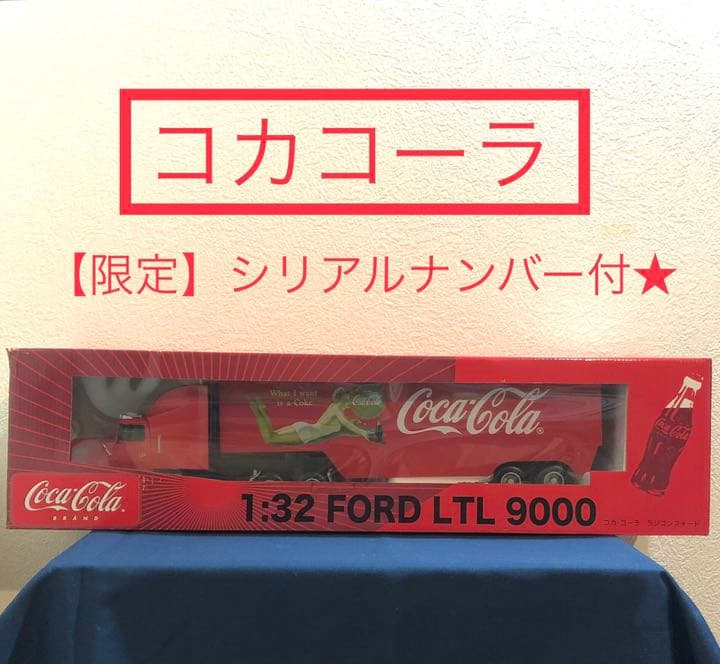 コカコーラ
【限定】シリアルナンバー付★
What I want
is a Coke
Coca-Cola
Coca-Cola®
Coca-Cola
Coca-Cola®
BRAND
1:32 FORD LTL 9000
コカ コーラ ラジコンフォード